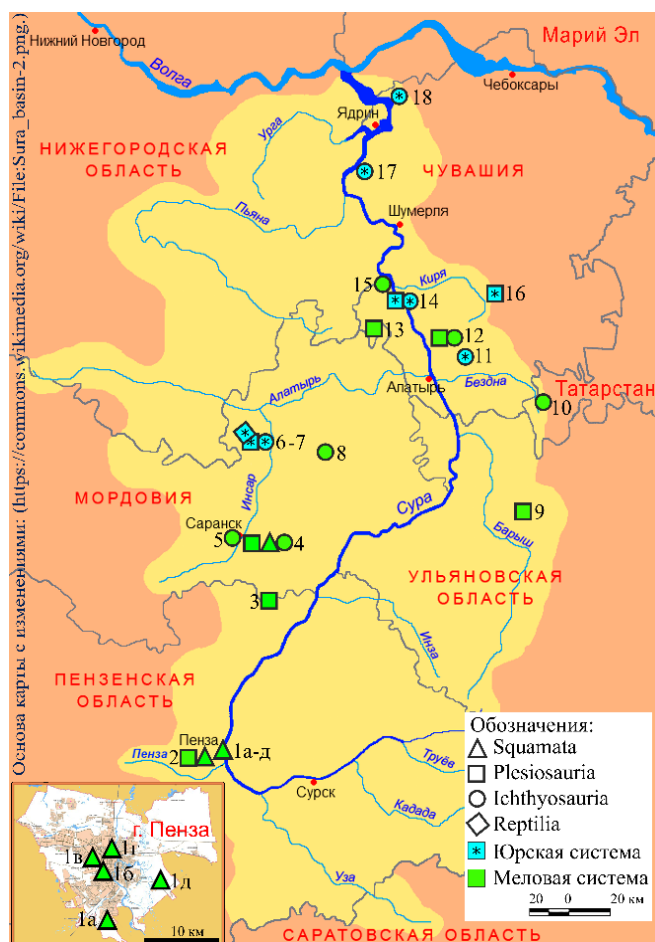 Основа карты с изменениями: (https://commons.wikimedia.org/wiki/File:Sura_basin-2.png.)
Нижний Новгород
Марий Эл
Волга
Чебоксары
18
Ядрин
Урга
НИЖЕГОРОДСКАЯ
ОБЛАСТЬ
17
ЧУВАШИЯ
Пьяна
Шумерля
15
Киря
14
16
13
12
11
Алатырь
Алатырь
Бездна
Татарстан
10
6-7
8
МОРДОВИЯ
Инсар
Сура
9
Саранск
5
4
Барыш
УЛЬЯНОВСКАЯ
ОБЛАСТЬ
3
Инза
ПЕНЗЕНСКАЯ
ОБЛАСТЬ
Пенза
Пенза
2
1а-д
Сурск
Труёв
Кадада
Уза
САРАТОВСКАЯ ОБЛАСТЬ
Обозначения:
Squamata
Plesiosauria
Ichthyosauria
Reptilia
Юрская система
Меловая система
20 0 20 км
г. Пенза
1г
1в
1б
1д
1а
10 км